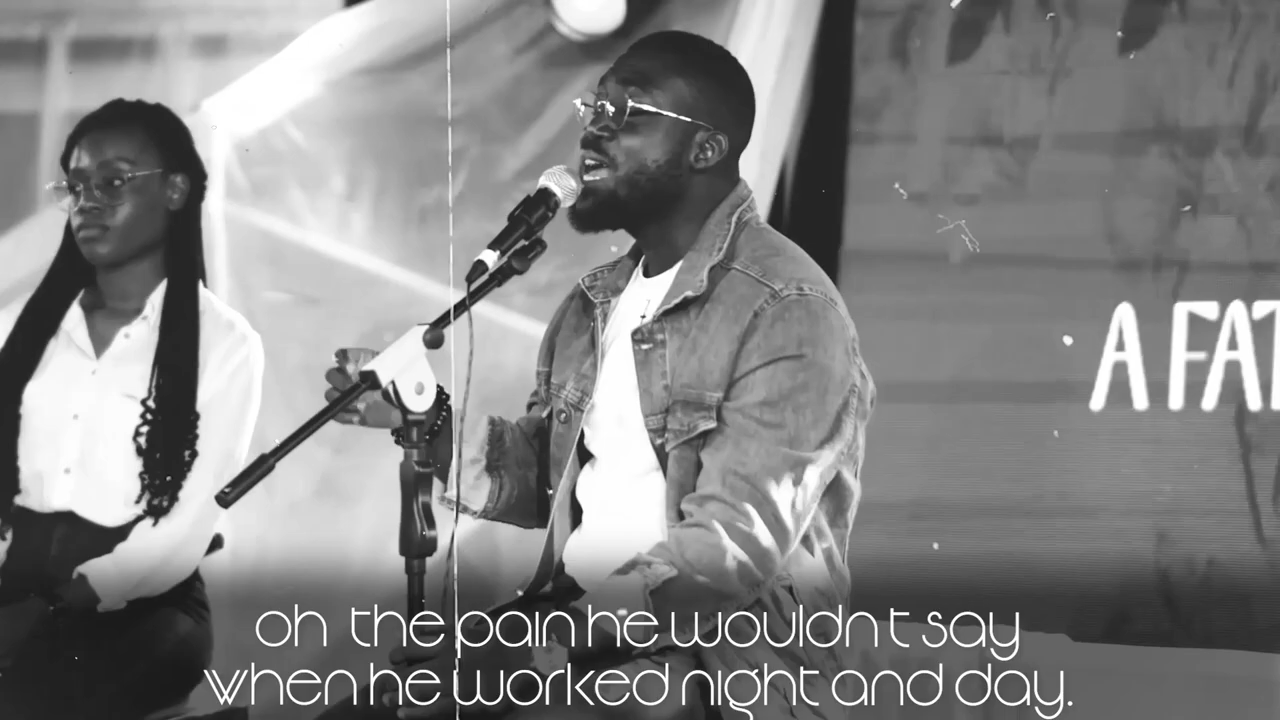 A FAT
oh the pain he wouldn t say
when he worked night and day.